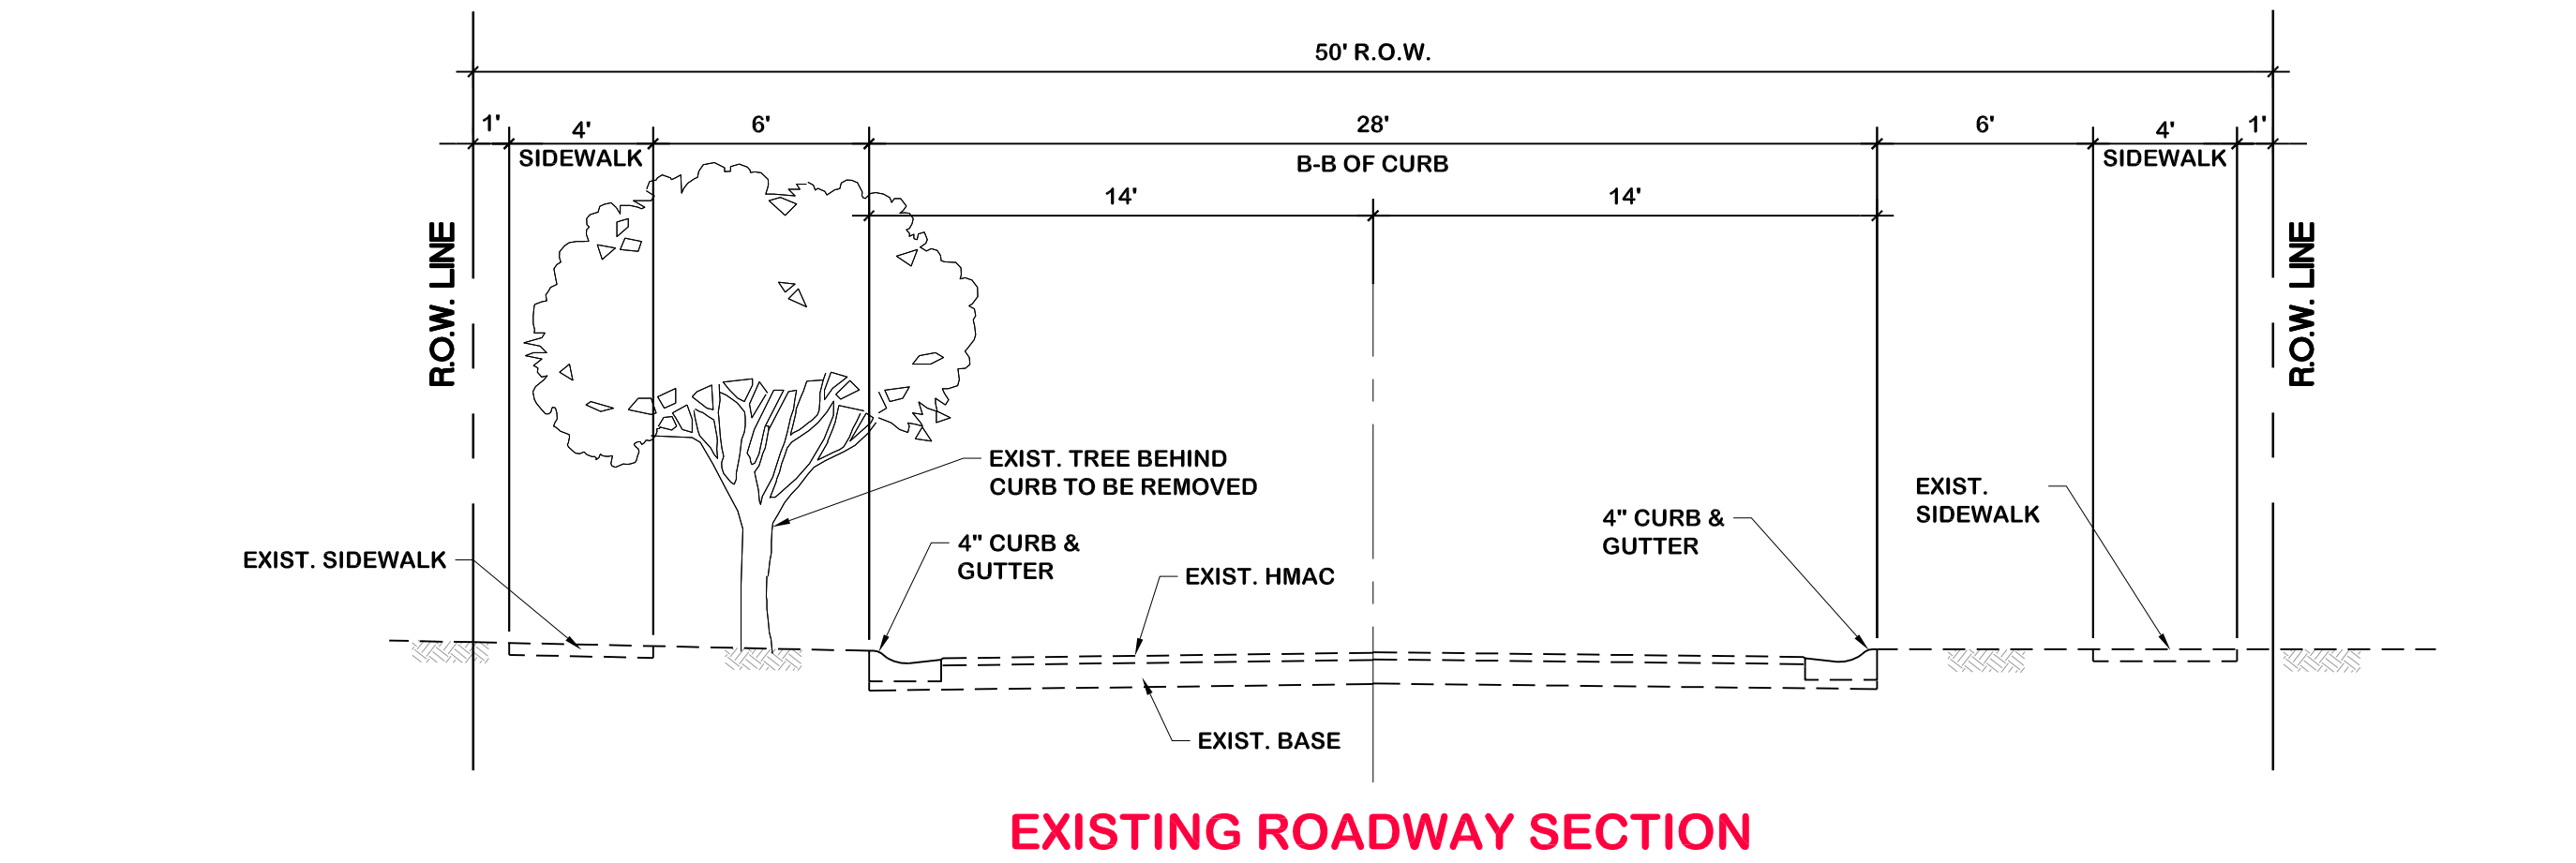 50' R.O.W.
1'
4'
SIDEWALK
6'
28'
B-B OF CURB
6'
4'
SIDEWALK
1'
14'
14'
R.O.W. LINE
R.O.W. LINE
EXIST. TREE BEHIND
CURB TO BE REMOVED
EXIST.
SIDEWALK
4" CURB &
GUTTER
4" CURB &
GUTTER
EXIST. SIDEWALK
EXIST. HMAC
EXIST. BASE
EXISTING ROADWAY SECTION